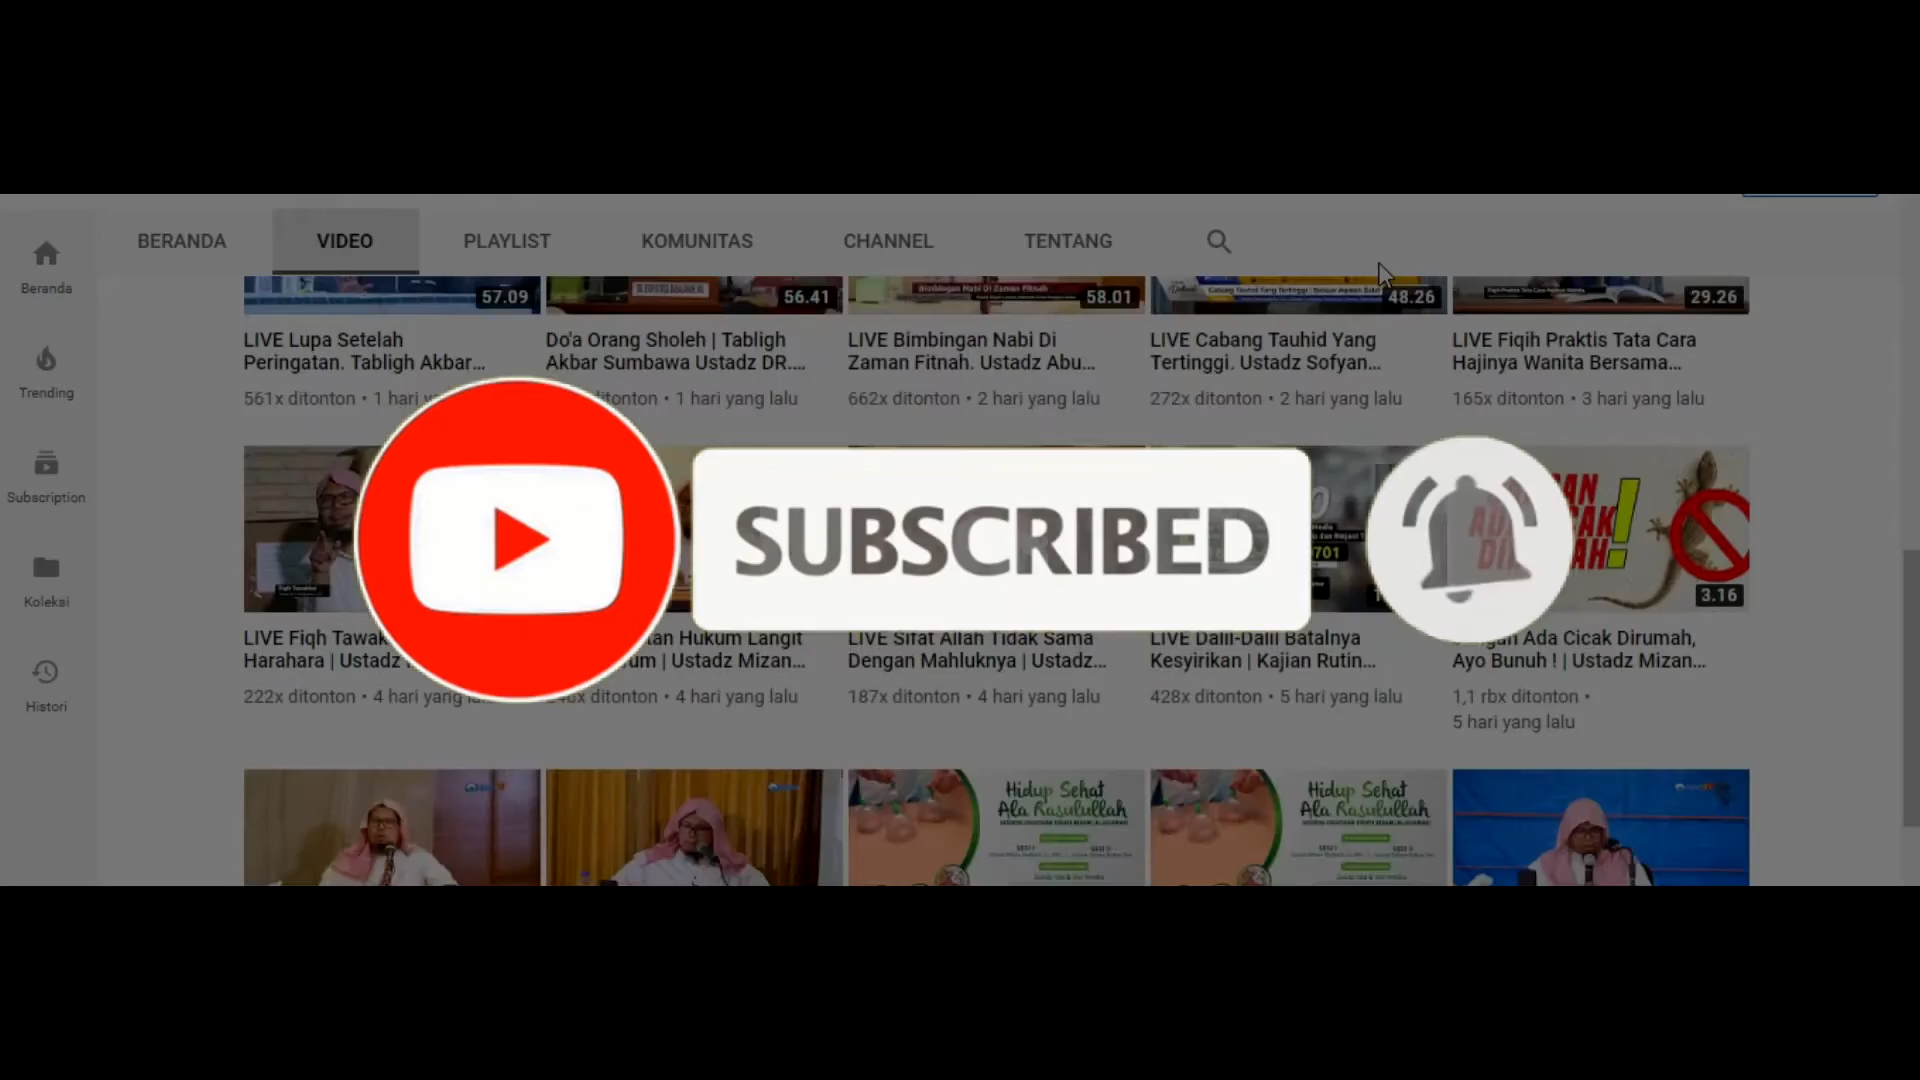 BERANDA VIDEO PLAYLIST KOMUNITAS CHANNEL TENTANG
Beranda
Trending
Subscription
Koleksi
Histori
57.09
56.41
Bimbingan Nabi Di Zaman Fitnah
58.01
48.26
29.26
LIVE Lupa Setelah
Peringatan. Tabligh Akbar...
561x ditonton • 1 hari
Do'a Orang Sholeh | Tabligh
Akbar Sumbawa Ustadz DR....
ditonton • 1 hari yang lalu
LIVE Bimbingan Nabi Di
Zaman Fitnah. Ustadz Abu...
662x ditonton • 2 hari yang lalu
LIVE Cabang Tauhid Yang
Tertinggi. Ustadz Sofyan...
272x ditonton • 2 hari yang lalu
LIVE Fiqih Praktis Tata Cara
Hajinya Wanita Bersama...
165x ditonton • 3 hari yang lalu
SUBSCRIBED
3.16
LIVE Fiqh
Harahara | Ustadz
222x ditonton • 4 hari yang
Hukum Langit
| Ustadz Mizan...
ditonton • 4 hari yang lalu
LIVE Sifat Allah Tidak Sama
Dengan Mahluknya | Ustadz...
187x ditonton • 4 hari yang lalu
LIVE Dalil-Dalil Batalnya
Kesyirikan | Kajian Rutin...
428x ditonton • 5 hari yang lalu
Ada Cicak Dirumah,
Ayo Bunuh ! | Ustadz Mizan...
1,1 rbx ditonton •
5 hari yang lalu
Hidup Sehat
Ala Rasulullah
Hidup Sehat
Ala Rasulullah